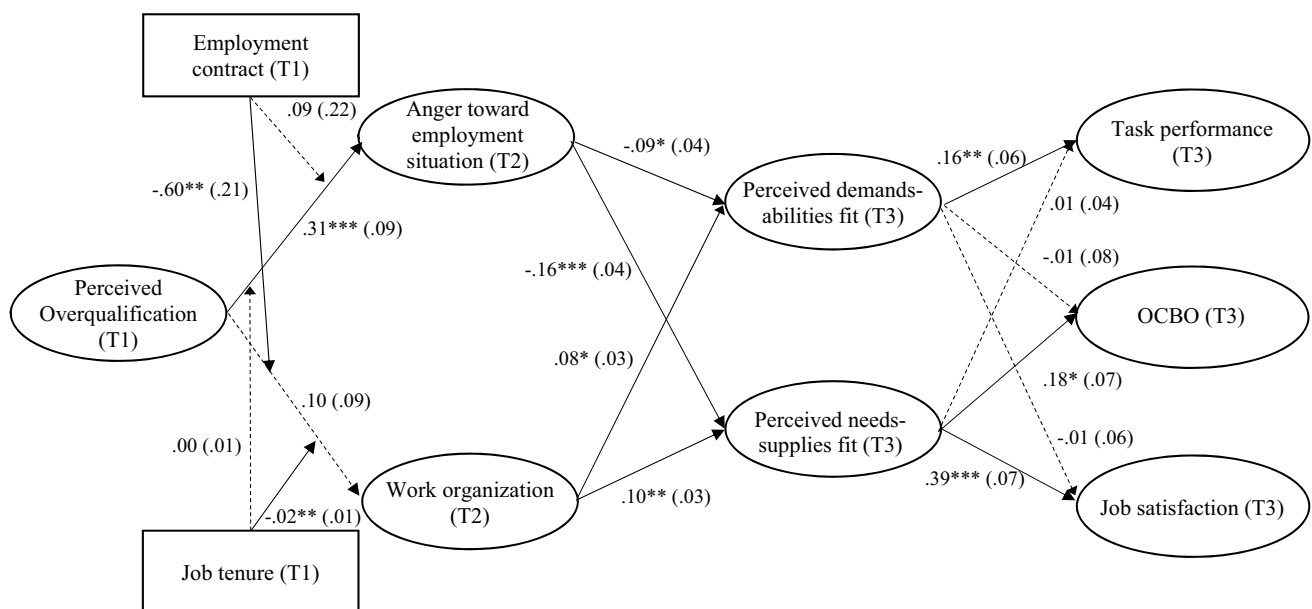 Employment
contract (T1)
.09 (.22)
Anger toward
employment
situation (T2)
-.09* (.04)
Task performance
(T3)
.16** (.06)
-.60** (.21)
Perceived demands-
abilities fit (T3)
.01 (.04)
.31*** (.09)
-.16*** (.04)
-.01 (.08)
Perceived
Overqualification
(T1)
OCBO (T3)
.08* (.03)
.18* (.07)
.10 (.09)
Perceived needs-
supplies fit (T3)
-.01 (.06)
.00 (.01)
.39*** (.07)
Work organization
(T2)
.10** (.03)
Job satisfaction (T3)
-.02** (.01)
Job tenure (T1)